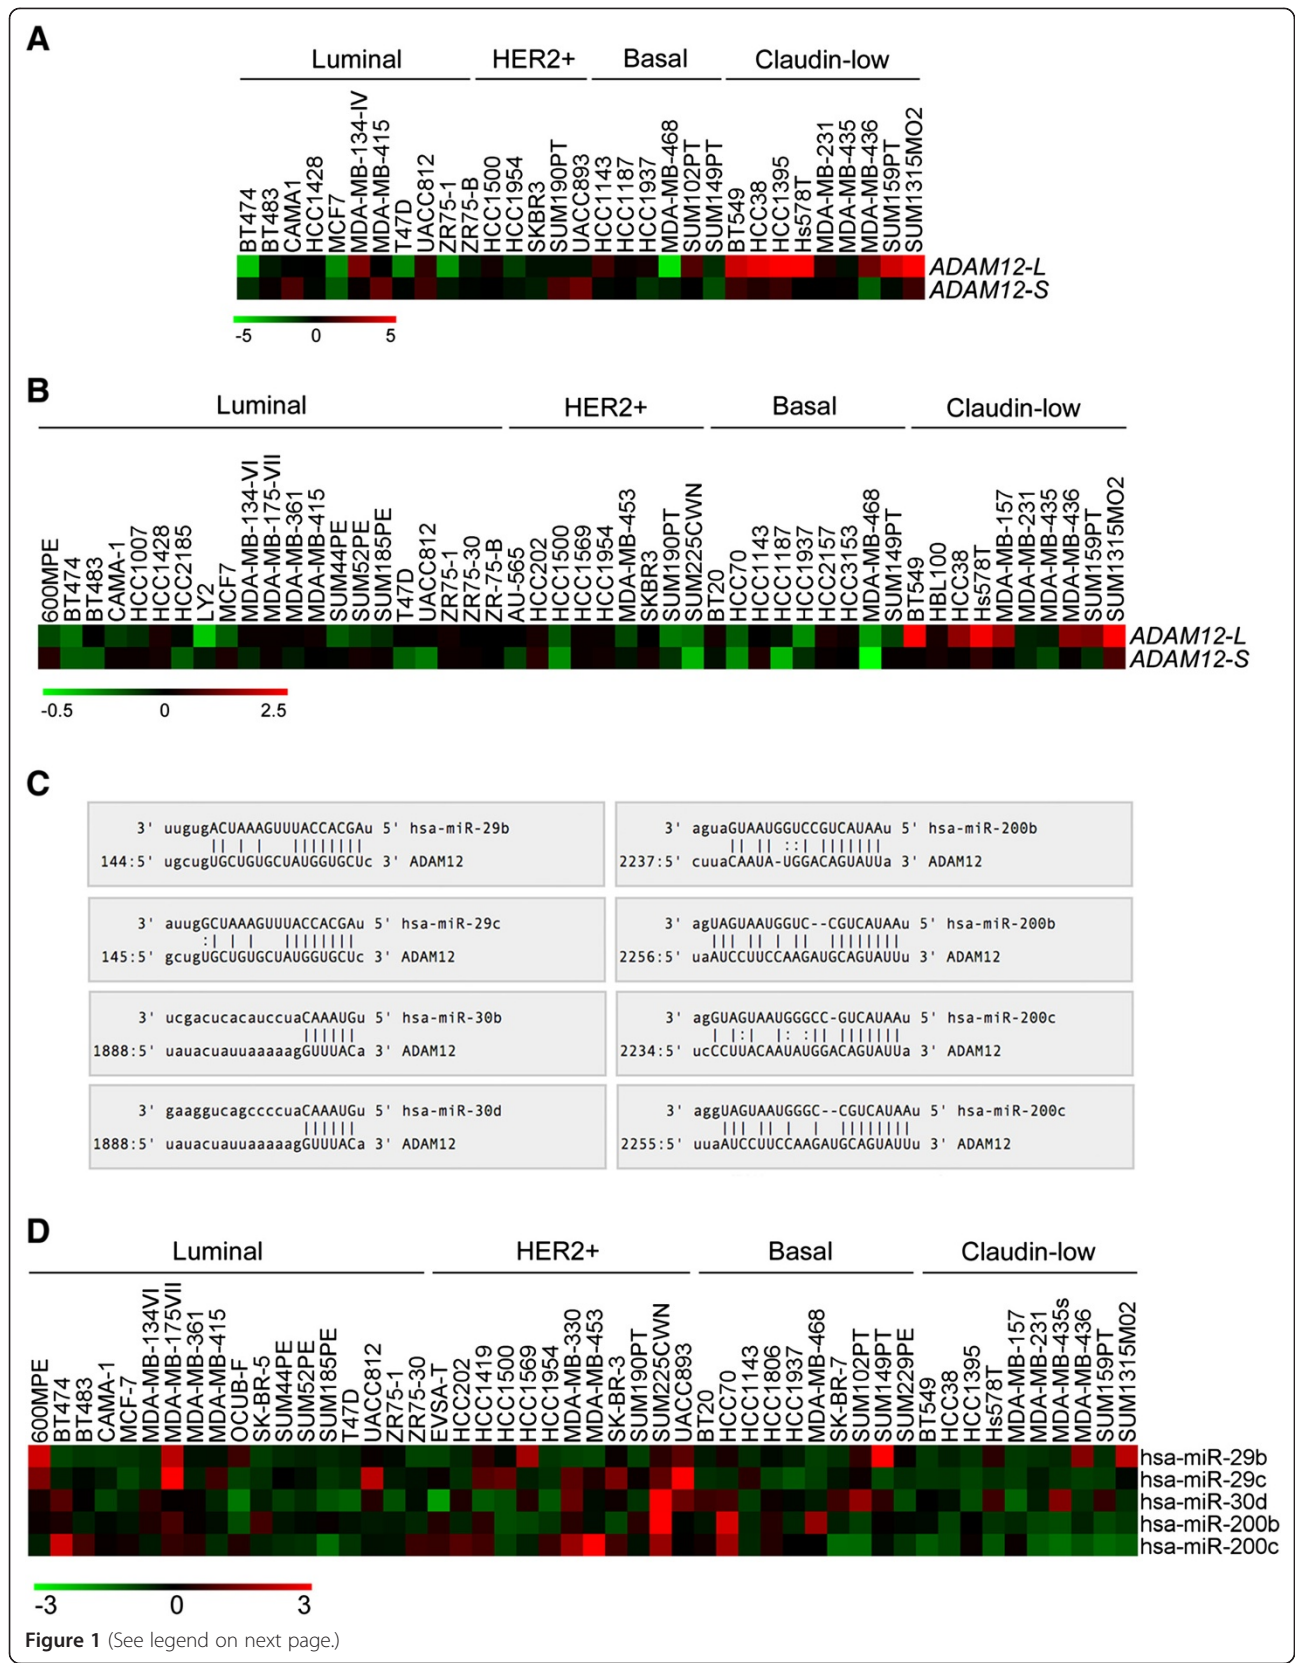 A
Luminal HER2+ Basal Claudin-low
BT474 BT483 CAMA1 HCC1428 MCF7 MDA-MB-134-IV MDA-MB-415 T47D UACC812 ZR75-1 ZR75-B HCC1500 HCC1954 SKBR3 SUM190PT UACC893 HCC1143 HCC1187 HCC1937 MDA-MB-468 SUM102PT SUM149PT BT549 HCC38 HCC1395 Hs578T MDA-MB-231 MDA-MB-435 MDA-MB-436 SUM159PT SUM1315MO2
ADAM12-L
ADAM12-S
-5 0 5
B
Luminal HER2+ Basal Claudin-low
600MPE BT474 BT483 CAMA-1 HCC1007 HCC1428 HCC2185 LY2 MCF7 MDA-MB-134-VI MDA-MB-175-VII MDA-MB-361 MDA-MB-415 SUM44PE SUM52PE SUM185PE T47D UACC812 ZR75-1 ZR75-30 ZR-75-B AU-565 HCC202 HCC1500 HCC1569 HCC1954 MDA-MB-453 SKBR3 SUM190PT SUM225CWN BT20 HCC70 HCC1143 HCC1187 HCC1937 HCC2157 HCC3153 MDA-MB-468 SUM149PT BT549 HBL100 HCC38 Hs578T MDA-MB-157 MDA-MB-231 MDA-MB-435 MDA-MB-436 SUM159PT SUM1315MO2
ADAM12-L
ADAM12-S
-0.5 0 2.5
C
3' uugugACUAAAGUUUACCACGAu 5' hsa-miR-29b
144:5' ugcugUGCUGUGCUAUGGUGCUc 3' ADAM12
3' aguaGUAAUGGUCCGUCAUAAu 5' hsa-miR-200b
2237:5' cuuaCAAUA-UGGACAGUAUUa 3' ADAM12
3' auugGCUAAAGUUUACCACGAu 5' hsa-miR-29c
145:5' gcugUGCUGUGCUAUGGUGCUc 3' ADAM12
3' agUAGUAAUGGUC--CGUCAUAAu 5' hsa-miR-200b
2256:5' uaAUCCUUCCAAGAUGCAGUAUUu 3' ADAM12
3' ucgacucacauccuaCAAAUGu 5' hsa-miR-30b
1888:5' uauacuauuaaaaagGUUUACa 3' ADAM12
3' agGUAGUAAUGGGCC-GUCAUAAu 5' hsa-miR-200c
2234:5' ucCCUUACAAUAUGGACAGUAUUa 3' ADAM12
3' gaaggucagccccuaCAAAUGu 5' hsa-miR-30d
1888:5' uauacuauuaaaaagGUUUACa 3' ADAM12
3' aggUAGUAAUGGGC--CGUCAUAAu 5' hsa-miR-200c
2255:5' uuaAUCCUUCCAAGAUGCAGUAUUu 3' ADAM12
D
Luminal HER2+ Basal Claudin-low
600MPE BT474 BT483 CAMA-1 MCF-7 MDA-MB-134VI MDA-MB-175VII MDA-MB-361 MDA-MB-415 OCUB-F SK-BR-5 SUM44PE SUM52PE SUM185PE T47D UACC812 ZR75-1 ZR75-30 EVSA-T HCC202 HCC1419 HCC1500 HCC1569 HCC1954 MDA-MB-330 MDA-MB-453 SK-BR-3 SUM190PT SUM225CWN UACC893 BT20 HCC70 HCC1143 HCC1806 HCC1937 MDA-MB-468 SK-BR-7 SUM102PT SUM149PT SUM229PE BT549 HCC38 HCC1395 Hs578T MDA-MB-157 MDA-MB-231 MDA-MB-435s MDA-MB-436 SUM159PT SUM1315M02
hsa-miR-29b
hsa-miR-29c
hsa-miR-30d
hsa-miR-200b
hsa-miR-200c
-3 0 3
Figure 1 (See legend on next page.)